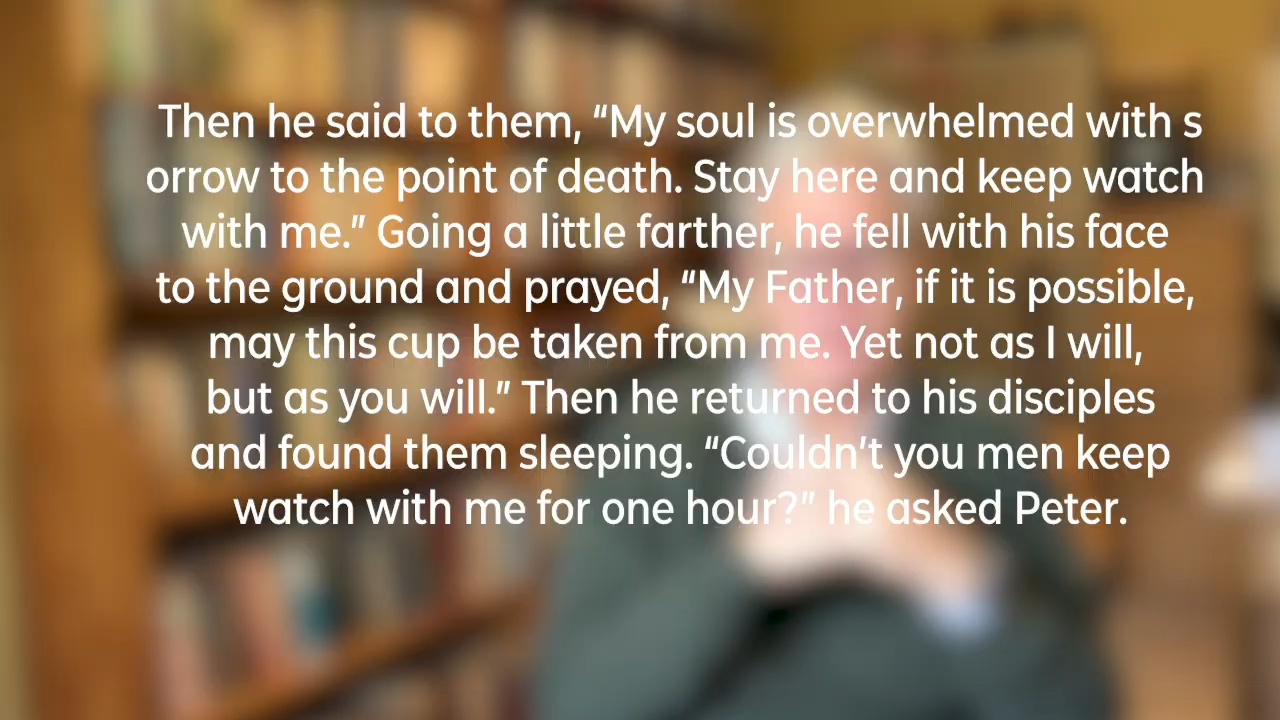 Then he said to them, “My soul is overwhelmed with s
orrow to the point of death. Stay here and keep watch
with me.” Going a little farther, he fell with his face
to the ground and prayed, “My Father, if it is possible,
may this cup be taken from me. Yet not as I will,
but as you will.” Then he returned to his disciples
and found them sleeping. “Couldn’t you men keep
watch with me for one hour?” he asked Peter.